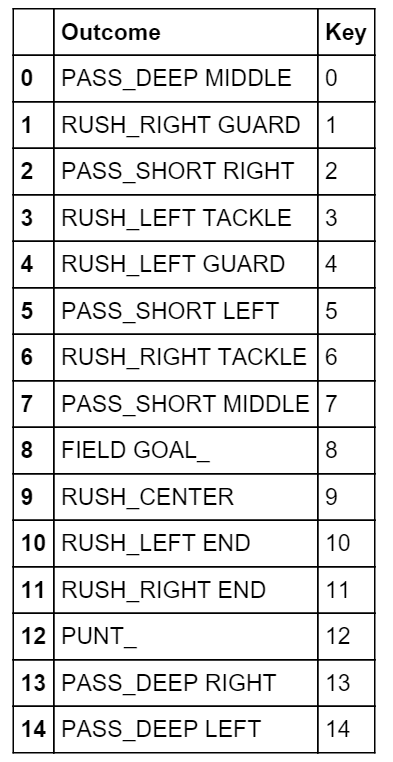 Outcome Key
0 PASS_DEEP MIDDLE 0
1 RUSH_RIGHT GUARD 1
2 PASS_SHORT RIGHT 2
3 RUSH_LEFT TACKLE 3
4 RUSH_LEFT GUARD 4
5 PASS_SHORT LEFT 5
6 RUSH_RIGHT TACKLE 6
7 PASS_SHORT MIDDLE 7
8 FIELD GOAL_ 8
9 RUSH_CENTER 9
10 RUSH_LEFT END 10
11 RUSH_RIGHT END 11
12 PUNT_ 12
13 PASS_DEEP RIGHT 13
14 PASS_DEEP LEFT 14